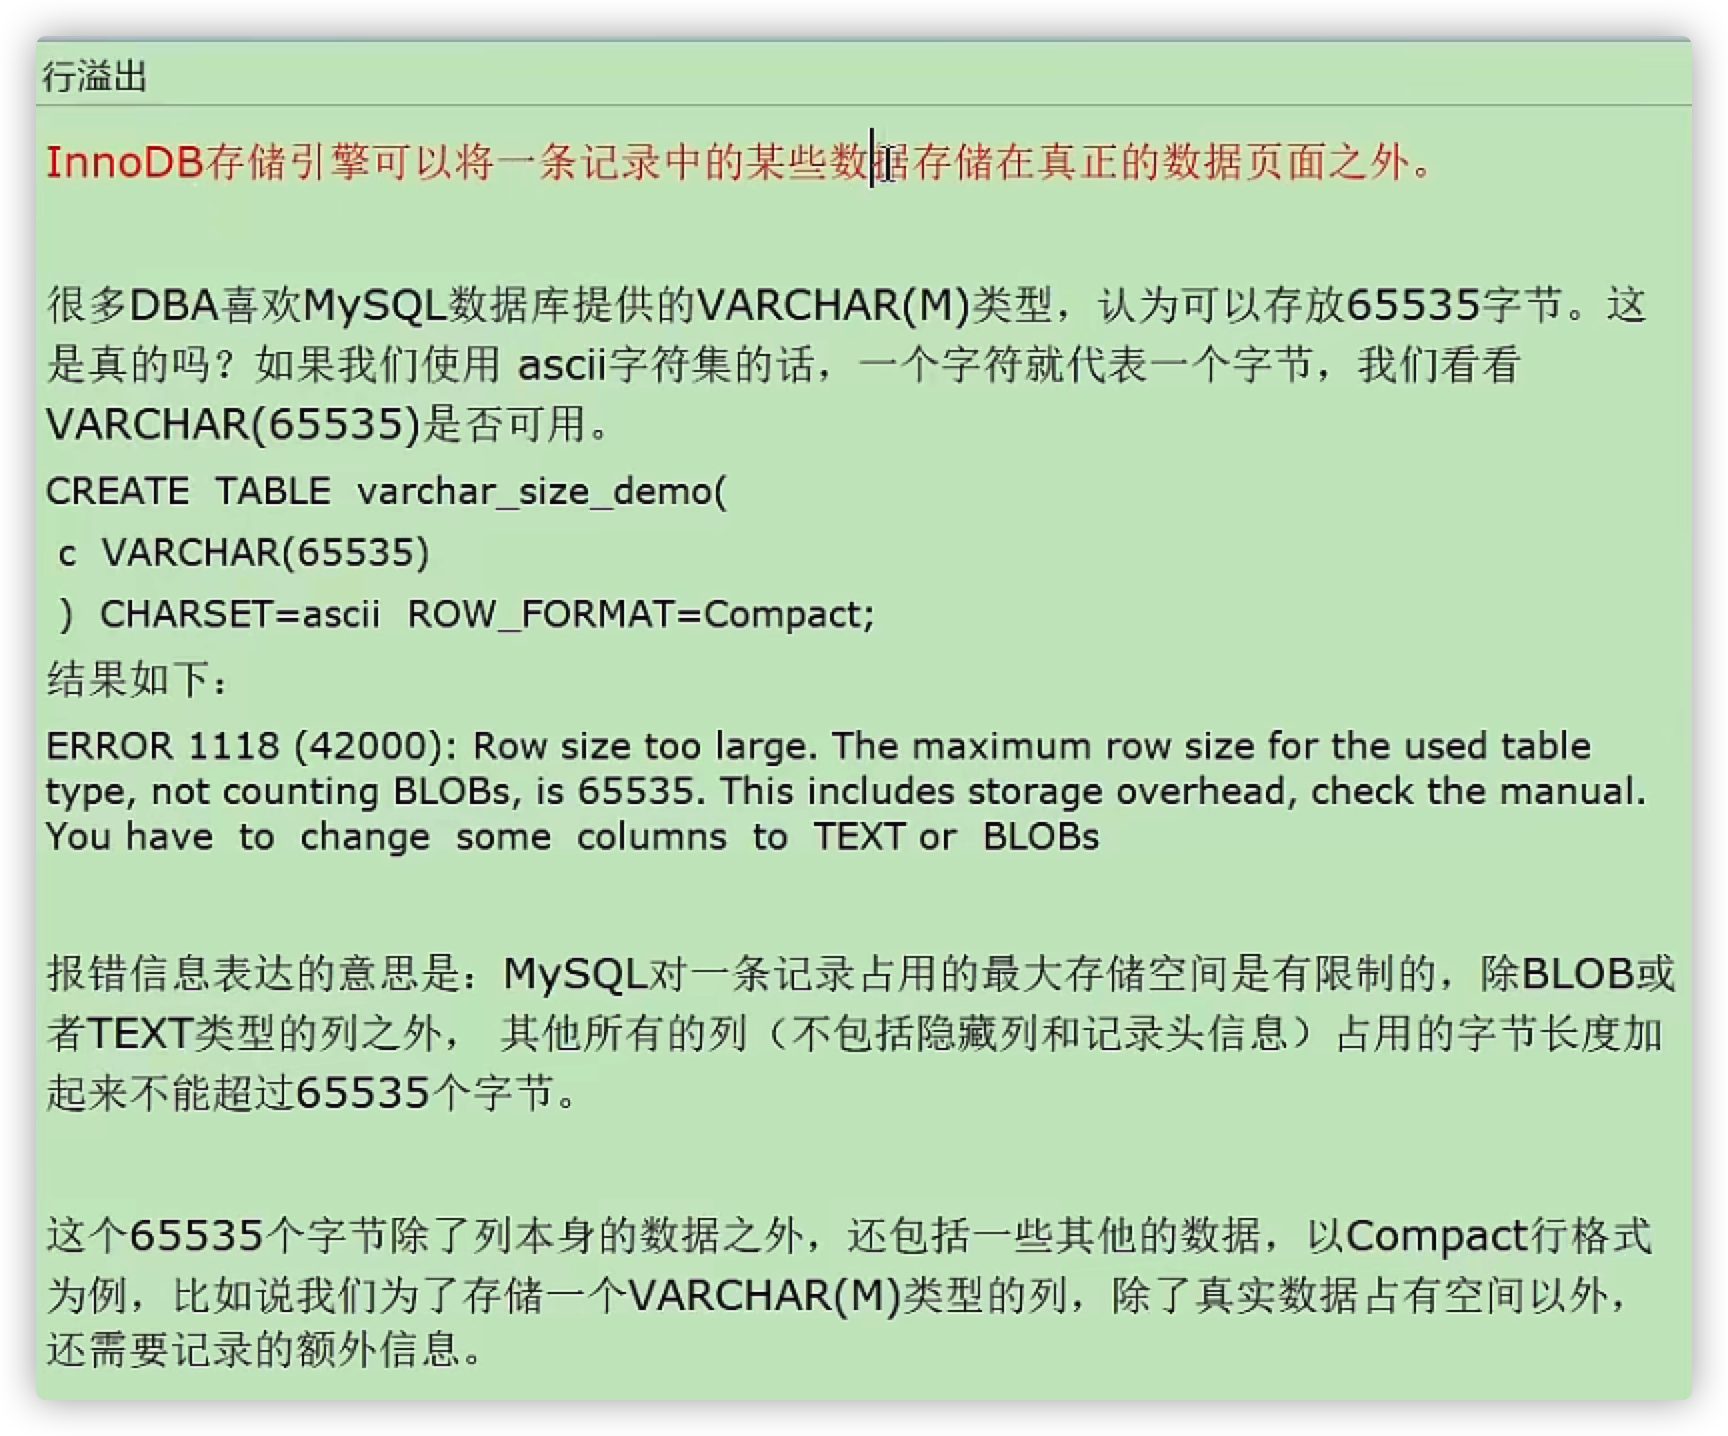 行溢出
InnoDB存储引擎可以将一条记录中的某些数据存储在真正的数据页面之外。
很多DBA喜欢MySQL数据库提供的VARCHAR(M)类型，认为可以存放65535字节。这
是真的吗？如果我们使用 ascii字符集的话，一个字符就代表一个字节，我们看看
VARCHAR(65535)是否可用。
CREATE TABLE varchar_size_demo(
c VARCHAR(65535)
) CHARSET=ascii ROW_FORMAT=Compact;
结果如下：
ERROR 1118 (42000): Row size too large. The maximum row size for the used table
type, not counting BLOBs, is 65535. This includes storage overhead, check the manual.
You have to change some columns to TEXT or BLOBs
报错信息表达的意思是：MySQL对一条记录占用的最大存储空间是有限制的，除BLOB或
者TEXT类型的列之外， 其他所有的列（不包括隐藏列和记录头信息）占用的字节长度加
起来不能超过65535个字节。
这个65535个字节除了列本身的数据之外，还包括一些其他的数据，以Compact行格式
为例，比如说我们为了存储一个VARCHAR(M)类型的列，除了真实数据占有空间以外，
还需要记录的额外信息。